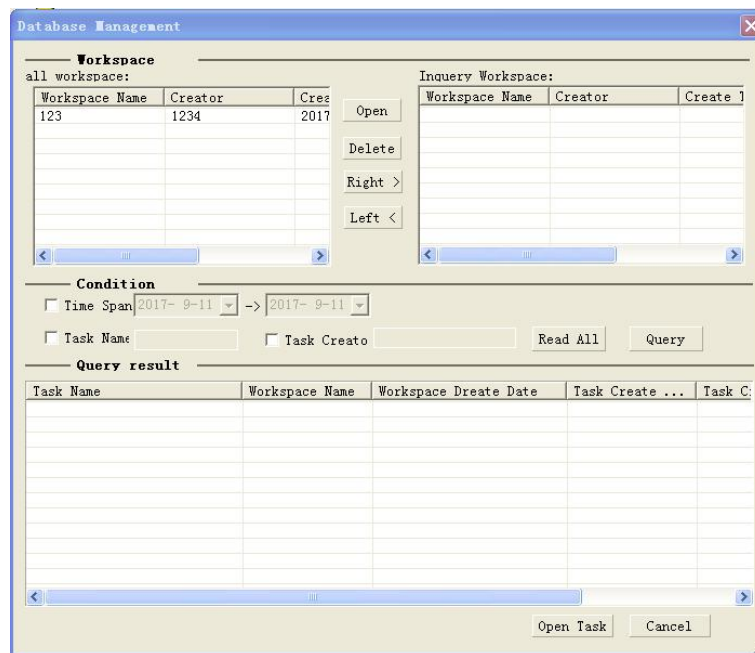 Database Management
Workspace
all workspace:
Inquery Workspace:
Workspace Name Creator Crea
Workspace Name Creator Create T
123 1234 2017
Open
Delete
Right >
Left <
Condition
Time Span 2017- 9-11 -> 2017- 9-11
Task Name Task Creato Read All Query
Query result
Task Name Workspace Name Workspace Dreate Date Task Create ... Task C
Open Task Cancel